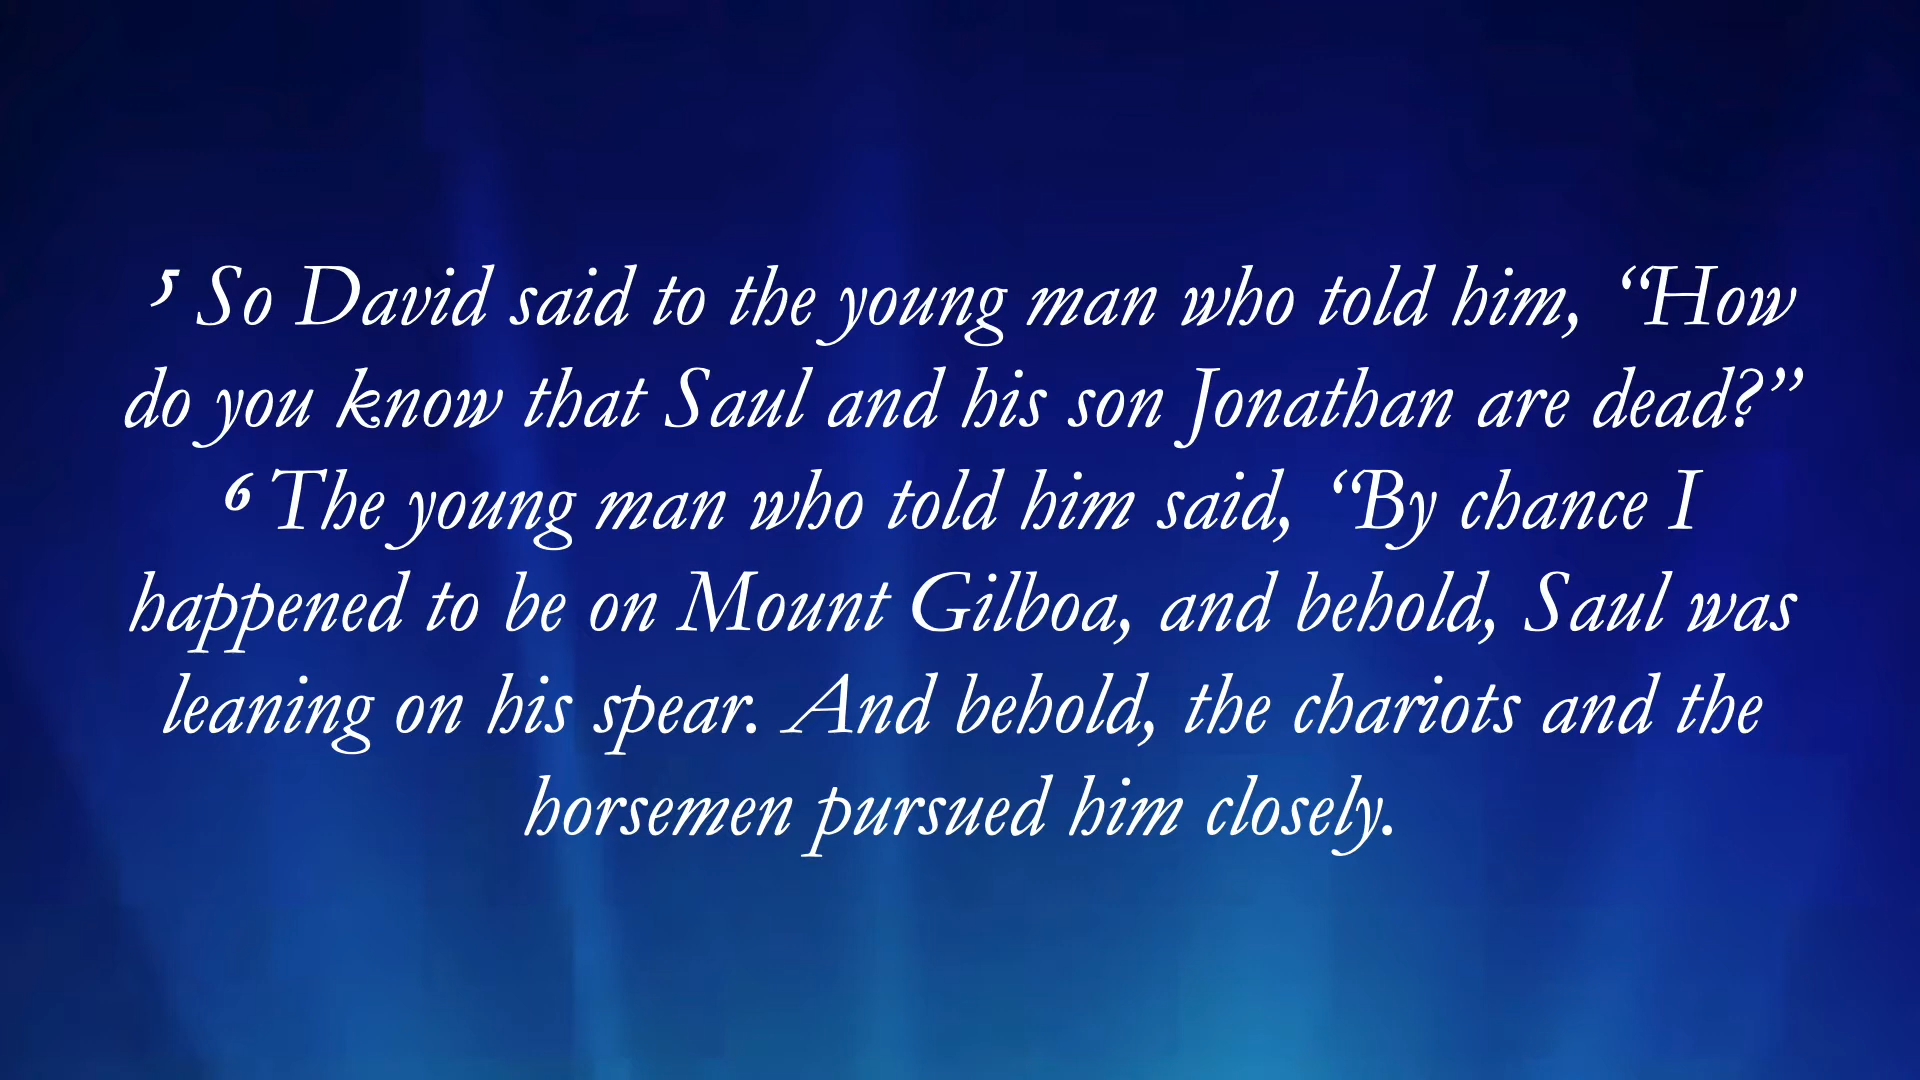 ⁵ So David said to the young man who told him, “How
do you know that Saul and his son Jonathan are dead?”
⁶ The young man who told him said, “By chance I
happened to be on Mount Gilboa, and behold, Saul was
leaning on his spear. And behold, the chariots and the
horsemen pursued him closely.